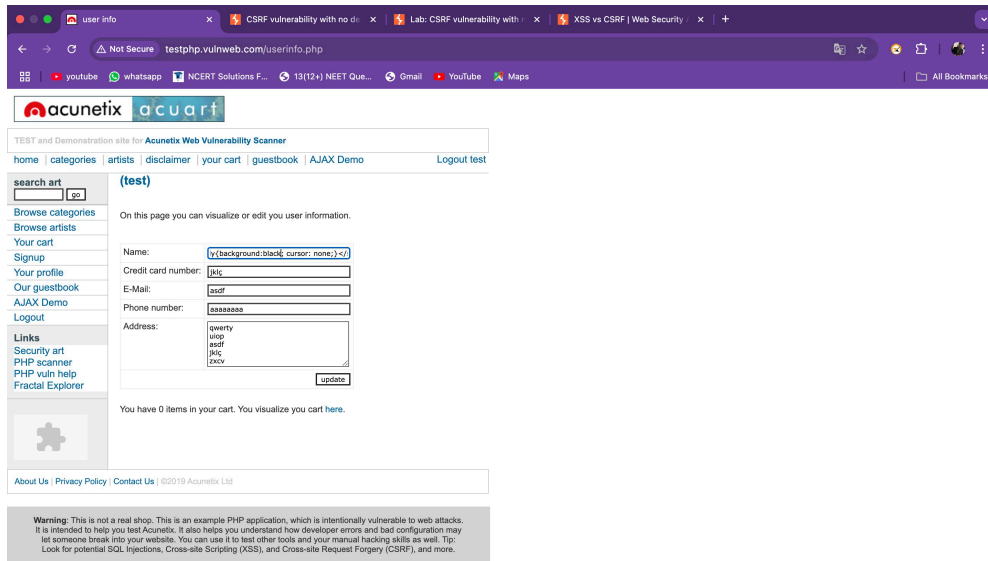 user info
CSRF vulnerability with no de
Lab: CSRF vulnerability with r
XSS vs CSRF | Web Security
Not Secure testphp.vulnweb.com/userinfo.php
youtube whatsapp NCERT Solutions F... 13(12+) NEET Que... Gmail YouTube Maps All Bookmarks
acunetix acuart
TEST and Demonstration site for Acunetix Web Vulnerability Scanner
home | categories | artists | disclaimer | your cart | guestbook | AJAX Demo Logout test
search art
go
Browse categories
Browse artists
Your cart
Signup
Your profile
Our guestbook
AJAX Demo
Logout
Links
Security art
PHP scanner
PHP vuln help
Fractal Explorer
(test)
On this page you can visualize or edit you user information.
Name: y{background:black; cursor: none;}</
Credit card number: jklç
E-Mail: asdf
Phone number: aaaaaaaa
Address: qwerty
uiop
asdf
jklç
zxcv
update
You have 0 items in your cart. You visualize you cart here.
About Us | Privacy Policy | Contact Us | ©2019 Acunetix Ltd
Warning: This is not a real shop. This is an example PHP application, which is intentionally vulnerable to web attacks.
It is intended to help you test Acunetix. It also helps you understand how developer errors and bad configuration may
let someone break into your website. You can use it to test other tools and your manual hacking skills as well. Tip:
Look for potential SQL Injections, Cross-site Scripting (XSS), and Cross-site Request Forgery (CSRF), and more.